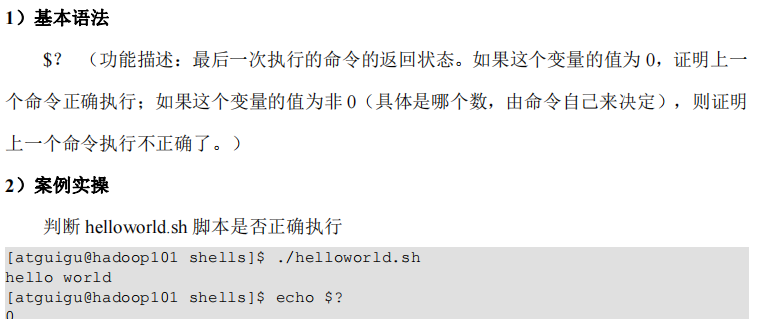 1）基本语法
$? （功能描述：最后一次执行的命令的返回状态。如果这个变量的值为 0，证明上一
个命令正确执行；如果这个变量的值为非 0（具体是哪个数，由命令自己来决定），则证明
上一个命令执行不正确了。）
2）案例实操
判断 helloworld.sh 脚本是否正确执行
[atguigu@hadoop101 shells]$ ./helloworld.sh
hello world
[atguigu@hadoop101 shells]$ echo $?
0